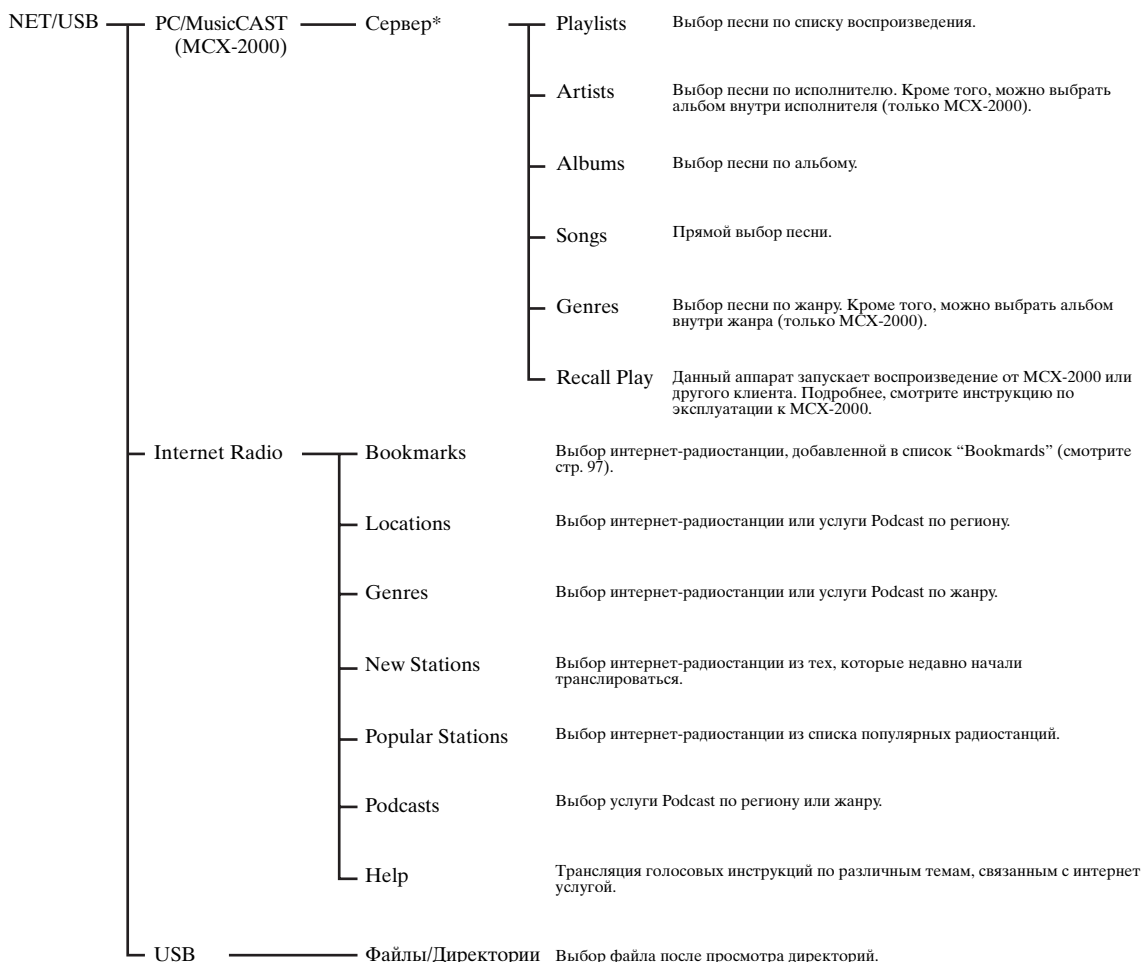 NET/USB PC/MusicCAST (MCX-2000) Сервер* Playlists Выбор песни по списку воспроизведения.
Artists Выбор песни по исполнителю. Кроме того, можно выбрать
альбом внутри исполнителя (только MCX-2000).
Albums Выбор песни по альбому.
Songs Прямой выбор песни.
Genres Выбор песни по жанру. Кроме того, можно выбрать альбом
внутри жанра (только MCX-2000).
Recall Play Данный аппарат запускает воспроизведение от MCX-2000 или
другого клиента. Подробнее, смотрите инструкцию по
эксплуатации к MCX-2000.
Internet Radio Bookmarks Выбор интернет-радиостанции, добавленной в список “Bookmards” (смотрите
стр. 97).
Locations Выбор интернет-радиостанции или услуги Podcast по региону.
Genres Выбор интернет-радиостанции или услуги Podcast по жанру.
New Stations Выбор интернет-радиостанции из тех, которые недавно начали
транслироваться.
Popular Stations Выбор интернет-радиостанции из списка популярных радиостанций.
Podcasts Выбор услуги Podcast по региону или жанру.
Help Трансляция голосовых инструкций по различным темам, связанным с интернет
услугой.
USB Файлы/Директории Выбор файла после просмотра директорий.